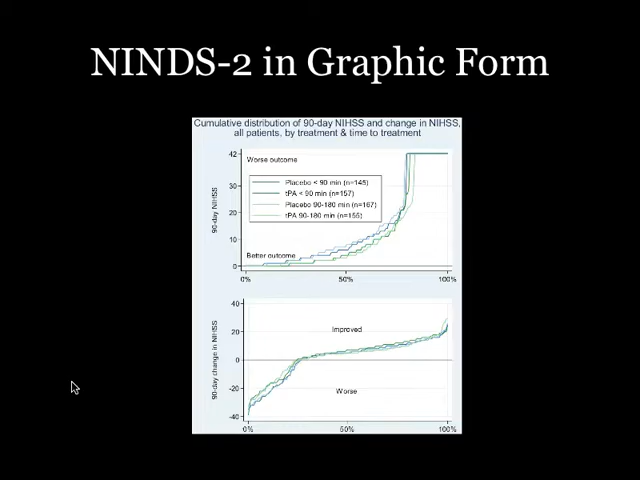 NINDS-2 in Graphic Form
Cumulative distribution of 90-day NIHSS and change in NIHSS,
all patients, by treatment & time to treatment
42
Worse outcome
30
Placebo < 90 min (n=145)
tPA < 90 min (n=157)
20
Placebo 90-180 min (n=167)
tPA 90-180 min (n=155)
90-day NIHSS
10
Better outcome
0
0%
50%
100%
40
Improved
20
90-day change in NIHSS
0
-20
Worse
-40
0%
50%
100%